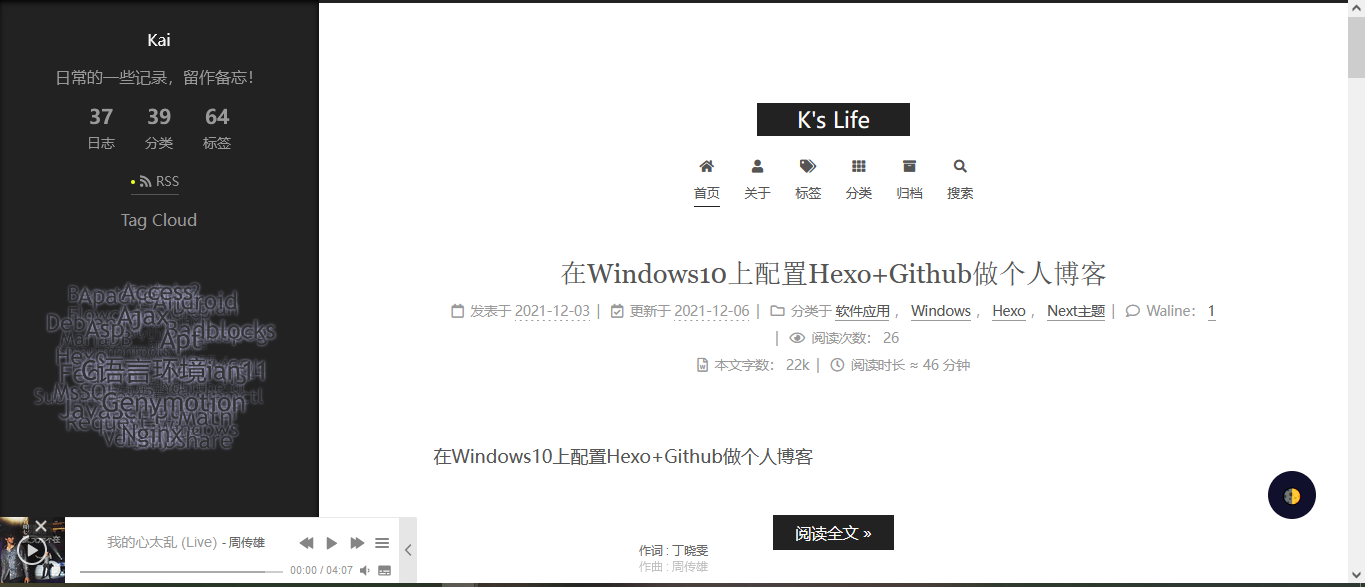 Kai
日常的一些记录，留作备忘！
37 39 64
日志 分类 标签
RSS
Tag Cloud
Access2
Android
Ajax
Radblocks
Apt
C语言环境
Genymotion
Nginx
K's Life
首页 关于 标签 分类 归档 搜索
在Windows10上配置Hexo+Github做个人博客
发表于 2021-12-03 | 更新于 2021-12-06 | 分类于 软件应用 ， Windows ， Hexo ， Next主题 | Waline： 1
| 阅读次数： 26
本文字数： 22k | 阅读时长 ≈ 46 分钟
在Windows10上配置Hexo+Github做个人博客
阅读全文 »
我的心太乱 (Live) - 周传雄
00:00 / 04:07
作词 : 丁晓雯
作曲 : 周传雄